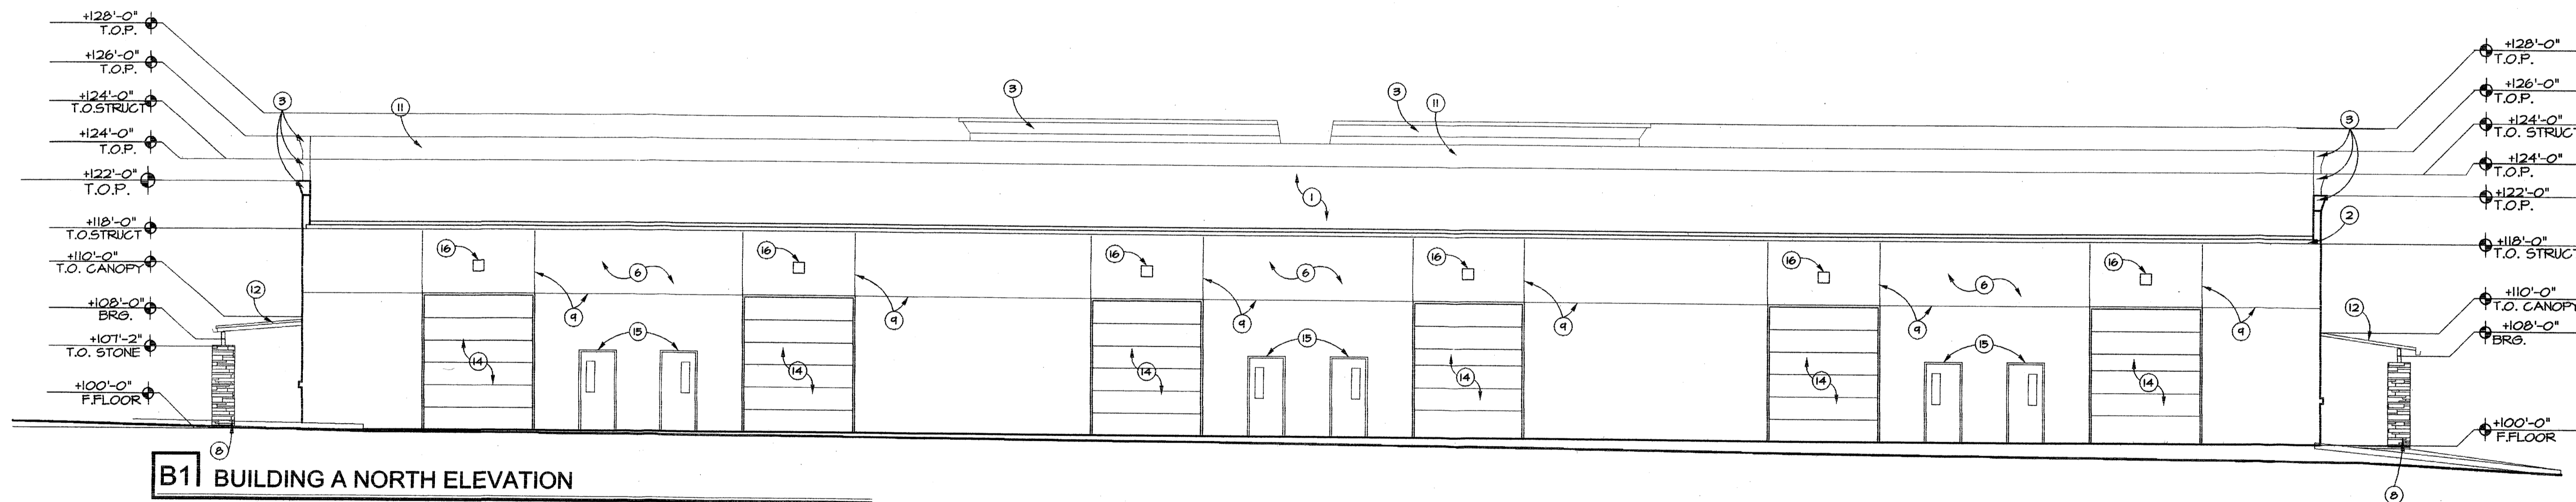 +128'-0"
T.O.P.
+126'-0"
T.O.P.
+124'-0"
T.O.STRUCT
+124'-0"
T.O.P.
+122'-0"
T.O.P.
+118'-0"
T.O.STRUCT
+110'-0"
T.O. CANOPY
+108'-0"
BRG.
+107'-2"
T.O. STONE
+100'-0"
F.FLOOR
3
11
3
3
11
3
1
2
16
6
16
16
6
16
16
6
16
12
12
9
9
9
9
9
9
15
15
15
14
14
14
14
14
14
8
8
+128'-0"
T.O.P.
+126'-0"
T.O.P.
+124'-0"
T.O. STRUCT
+124'-0"
T.O.P.
+122'-0"
T.O.P.
+118'-0"
T.O. STRUCT
+110'-0"
T.O. CANOPY
+108'-0"
BRG.
+100'-0"
F.FLOOR
B1 BUILDING A NORTH ELEVATION